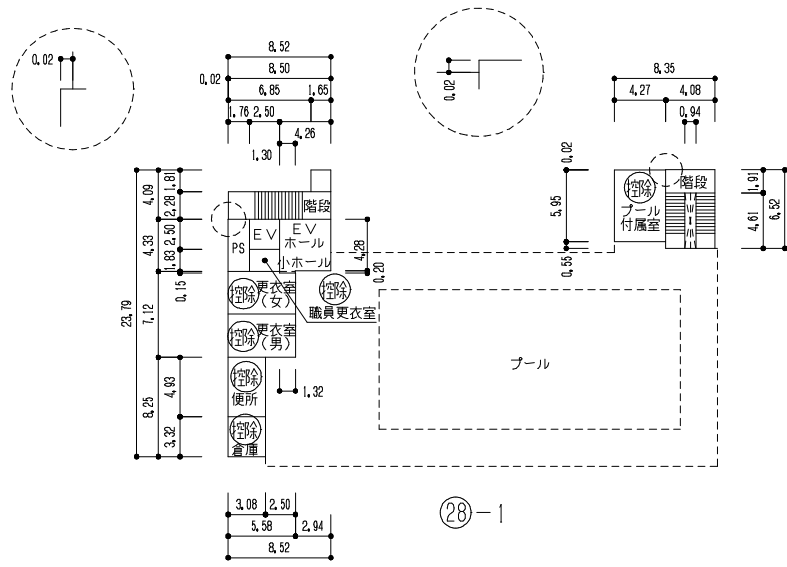 0.02
8.52
0.02
8.50
6.85 1.65
1.76 2.50
4.26
1.30
0.02
8.35
4.27 4.08
0.94
0.02
5.95
0.55
1.91
4.61
6.52
控除
プール
付属室
階段
23.79
4.09
4.33
7.12
8.25
1.81
2.28
2.50
1.83
0.15
4.93
3.32
階段
PS
EV
EV
ホール
小ホール
4.28
0.20
控除
更衣室
(女)
控除
職員更衣室
控除
更衣室
(男)
控除
便所
1.32
控除
倉庫
プール
3.08 2.50
5.58 2.94
8.52
28-1